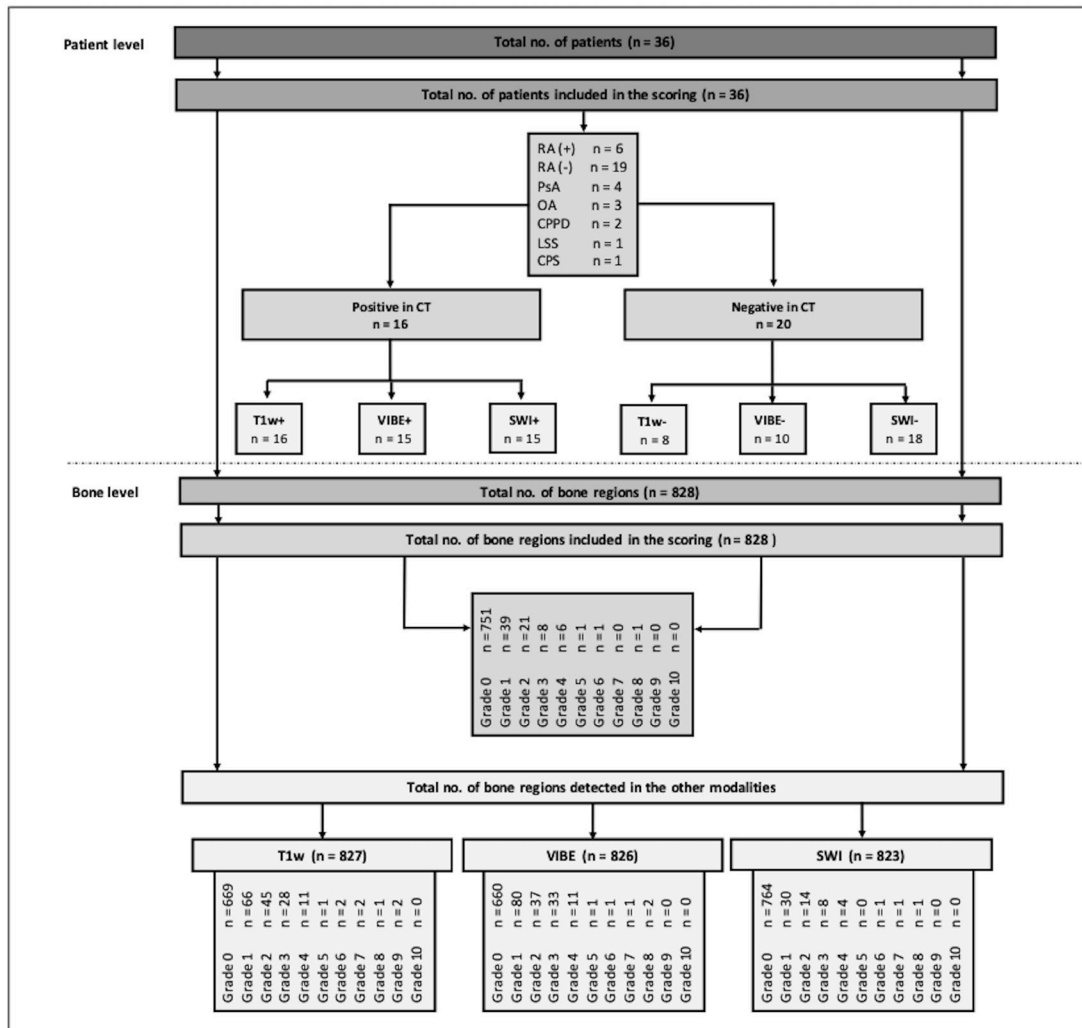 Patient level
Total no. of patients (n = 36)
Total no. of patients included in the scoring (n = 36)
RA (+) n = 6
RA (-) n = 19
PsA n = 4
OA n = 3
CPPD n = 2
LSS n = 1
CPS n = 1
Positive in CT
n = 16
Negative in CT
n = 20
T1w+
n = 16
VIBE+
n = 15
SWI+
n = 15
T1w-
n = 8
VIBE-
n = 10
SWI-
n = 18
Bone level
Total no. of bone regions (n = 828)
Total no. of bone regions included in the scoring (n = 828 )
Grade 0 n = 751
Grade 1 n = 39
Grade 2 n = 21
Grade 3 n = 8
Grade 4 n = 6
Grade 5 n = 1
Grade 6 n = 1
Grade 7 n = 0
Grade 8 n = 1
Grade 9 n = 0
Grade 10 n = 0
Total no. of bone regions detected in the other modalities
T1w (n = 827)
Grade 0 n = 669
Grade 1 n = 66
Grade 2 n = 45
Grade 3 n = 28
Grade 4 n = 11
Grade 5 n = 1
Grade 6 n = 2
Grade 7 n = 2
Grade 8 n = 1
Grade 9 n = 2
Grade 10 n = 0
VIBE (n = 826)
Grade 0 n = 660
Grade 1 n = 80
Grade 2 n = 37
Grade 3 n = 33
Grade 4 n = 11
Grade 5 n = 1
Grade 6 n = 1
Grade 7 n = 1
Grade 8 n = 2
Grade 9 n = 0
Grade 10 n = 0
SWI (n = 823)
Grade 0 n = 764
Grade 1 n = 30
Grade 2 n = 14
Grade 3 n = 8
Grade 4 n = 4
Grade 5 n = 0
Grade 6 n = 1
Grade 7 n = 1
Grade 8 n = 1
Grade 9 n = 0
Grade 10 n = 0